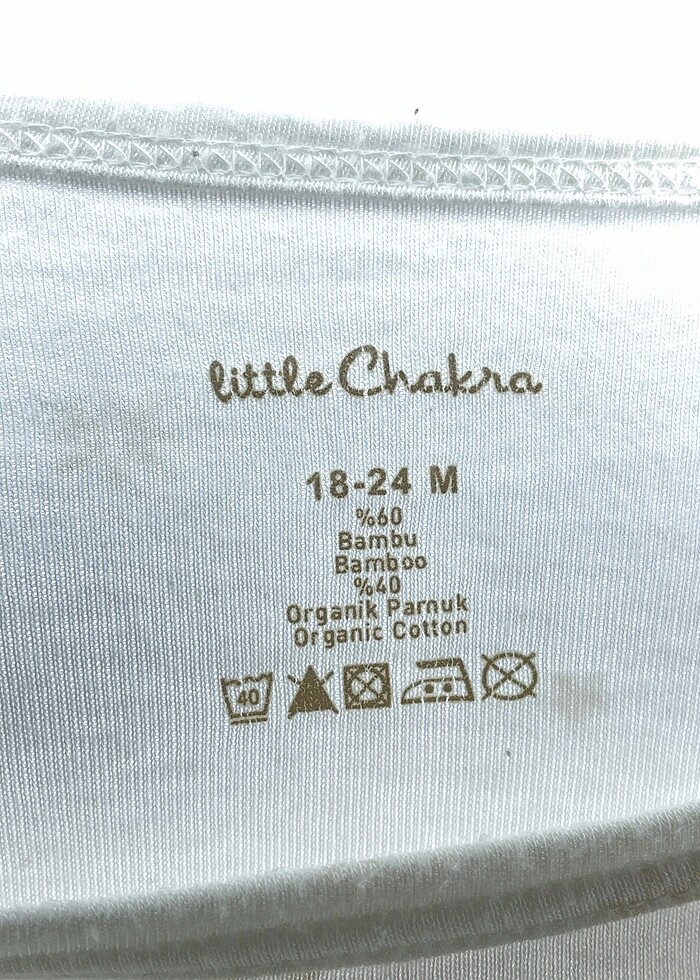 little Chakra
18-24 M
%60
Bambu
Bamboo
%40
Organik Pamuk
Organic Cotton
40